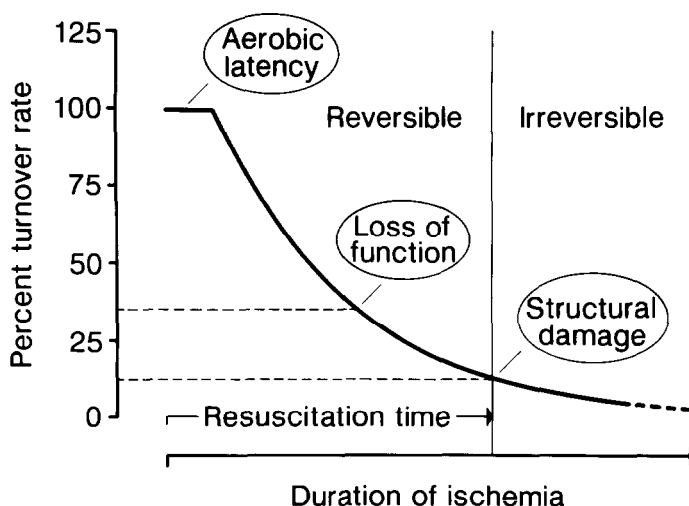 125
Aerobic
latency
100
Reversible
Irreversible
75
Loss of
function
50
Structural
damage
25
0
Resuscitation time
Percent turnover rate
Duration of ischemia